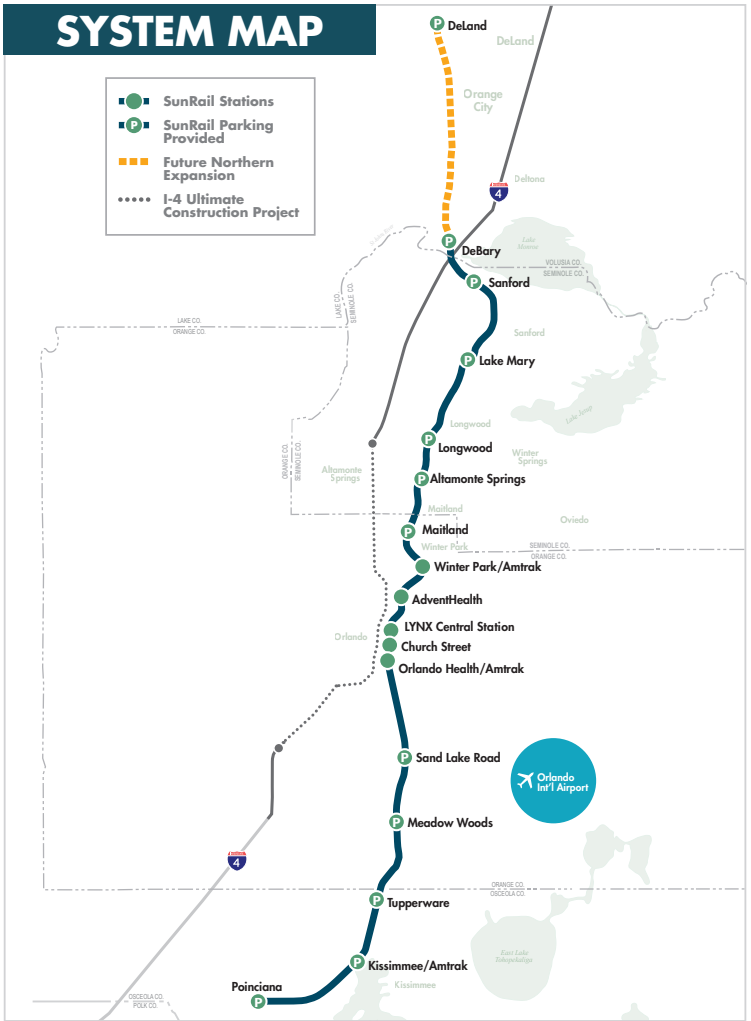 SYSTEM MAP
SunRail Stations
P
SunRail Parking
Provided
Future Northern
Expansion
I-4 Ultimate
Construction Project
P
DeLand
DeLand
Orange
City
Deltona
4
P
DeBary
Lake
Monroe
VOLUSIA CO.
SEMINOLE CO.
P
Sanford
LAKE CO.
SEMINOLE CO.
LAKE CO.
ORANGE CO.
Sanford
P
Lake Mary
Lake Jesup
Longwood
P
Longwood
ORANGE CO.
SEMINOLE CO.
Altamonte
Springs
Winter
Springs
P
Altamonte Springs
Maitland
Oviedo
P
Maitland
Winter Park
SEMINOLE CO.
ORANGE CO.
Winter Park/Amtrak
AdventHealth
LYNX Central Station
Orlando
Church Street
Orlando Health/Amtrak
P
Sand Lake Road
Orlando
Int'l Airport
P
Meadow Woods
4
ORANGE CO.
OSCEOLA CO.
P
Tupperware
East Lake
Tohopekaliga
P
Kissimmee/Amtrak
Kissimmee
Poinciana
P
OSCEOLA CO.
POLK CO.